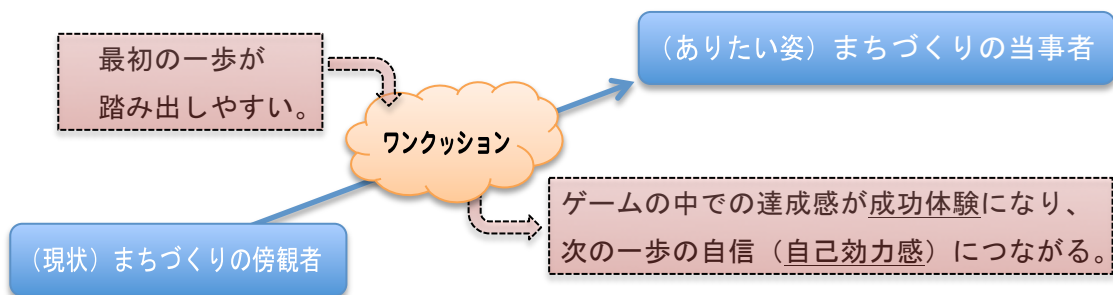 （ありたい姿）まちづくりの当事者
最初の一歩が
踏み出しやすい。
ワンクッション
ゲームの中での達成感が成功体験になり、
次の一歩の自信（自己効力感）につながる。
（現状）まちづくりの傍観者